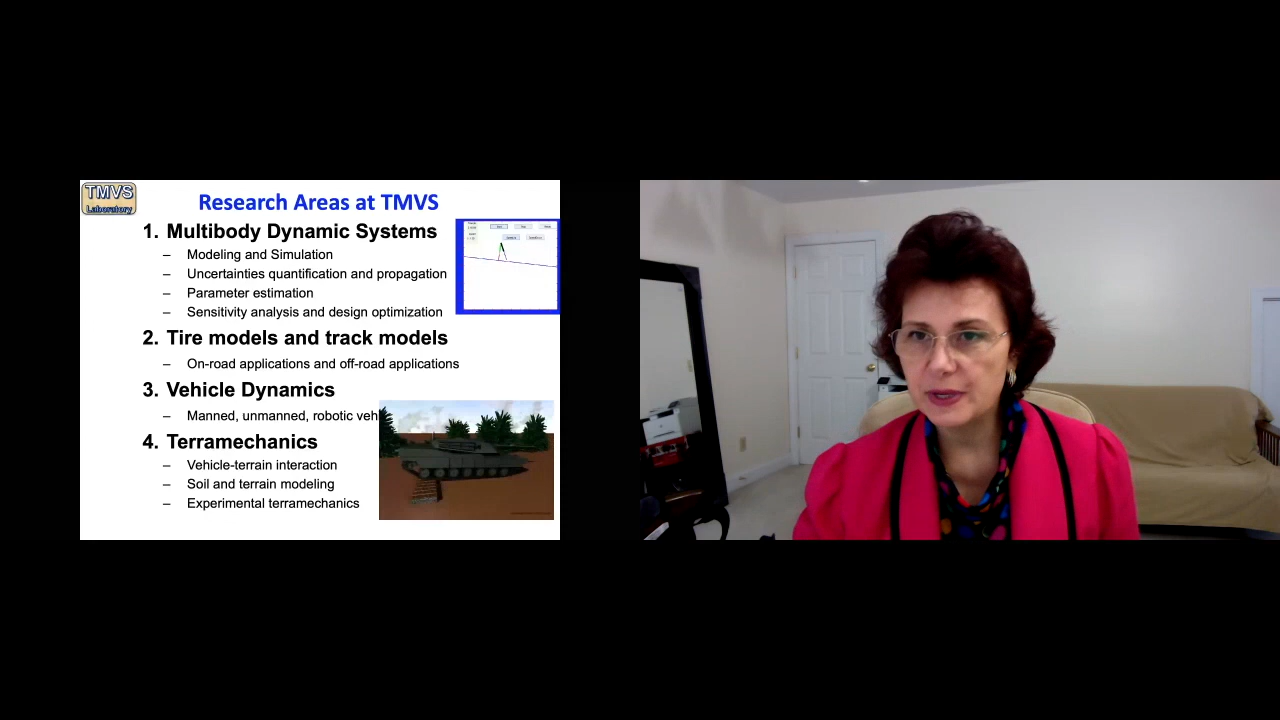 TMVS
Laboratory
Research Areas at TMVS
1. Multibody Dynamic Systems
– Modeling and Simulation
– Uncertainties quantification and propagation
– Parameter estimation
– Sensitivity analysis and design optimization
2. Tire models and track models
– On-road applications and off-road applications
3. Vehicle Dynamics
– Manned, unmanned, robotic veh
4. Terramechanics
– Vehicle-terrain interaction
– Soil and terrain modeling
– Experimental terramechanics